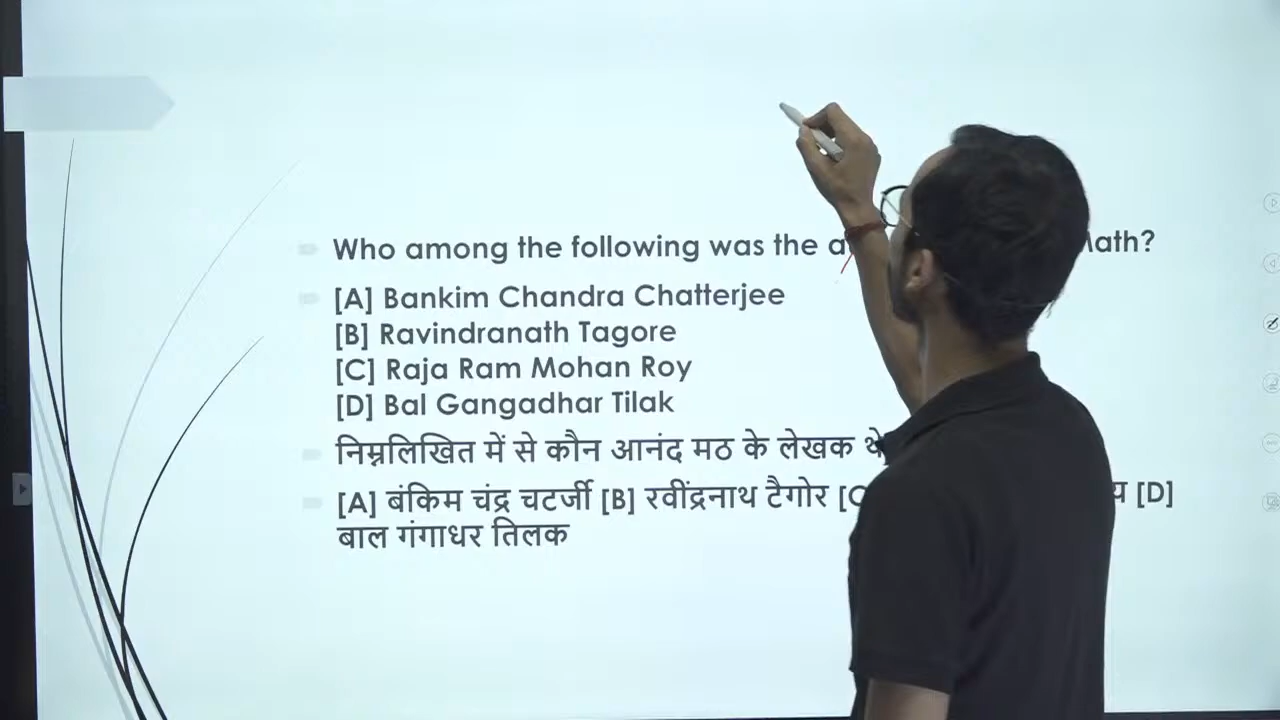 Who among the following was the ath?
[A] Bankim Chandra Chatterjee
[B] Ravindranath Tagore
[C] Raja Ram Mohan Roy
[D] Bal Gangadhar Tilak
निम्नलिखित में से कौन आनंद मठ के लेखक थे
[A] बंकिम चंद्र चटर्जी [B] रवींद्रनाथ टैगोर [C य [D]
बाल गंगाधर तिलक